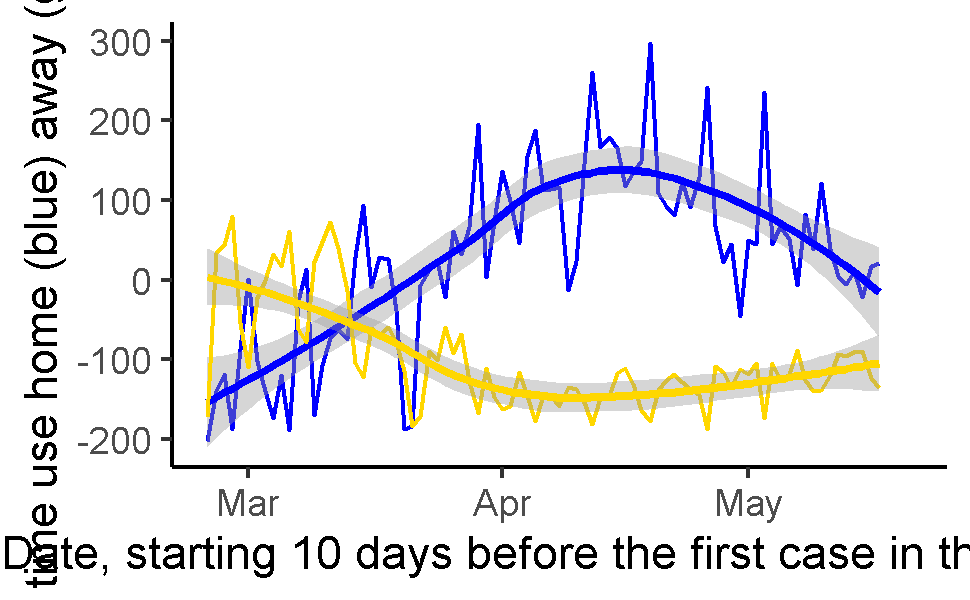 time use home (blue) away (
300
200
100
0
-100
-200
Mar Apr May
Date, starting 10 days before the first case in th